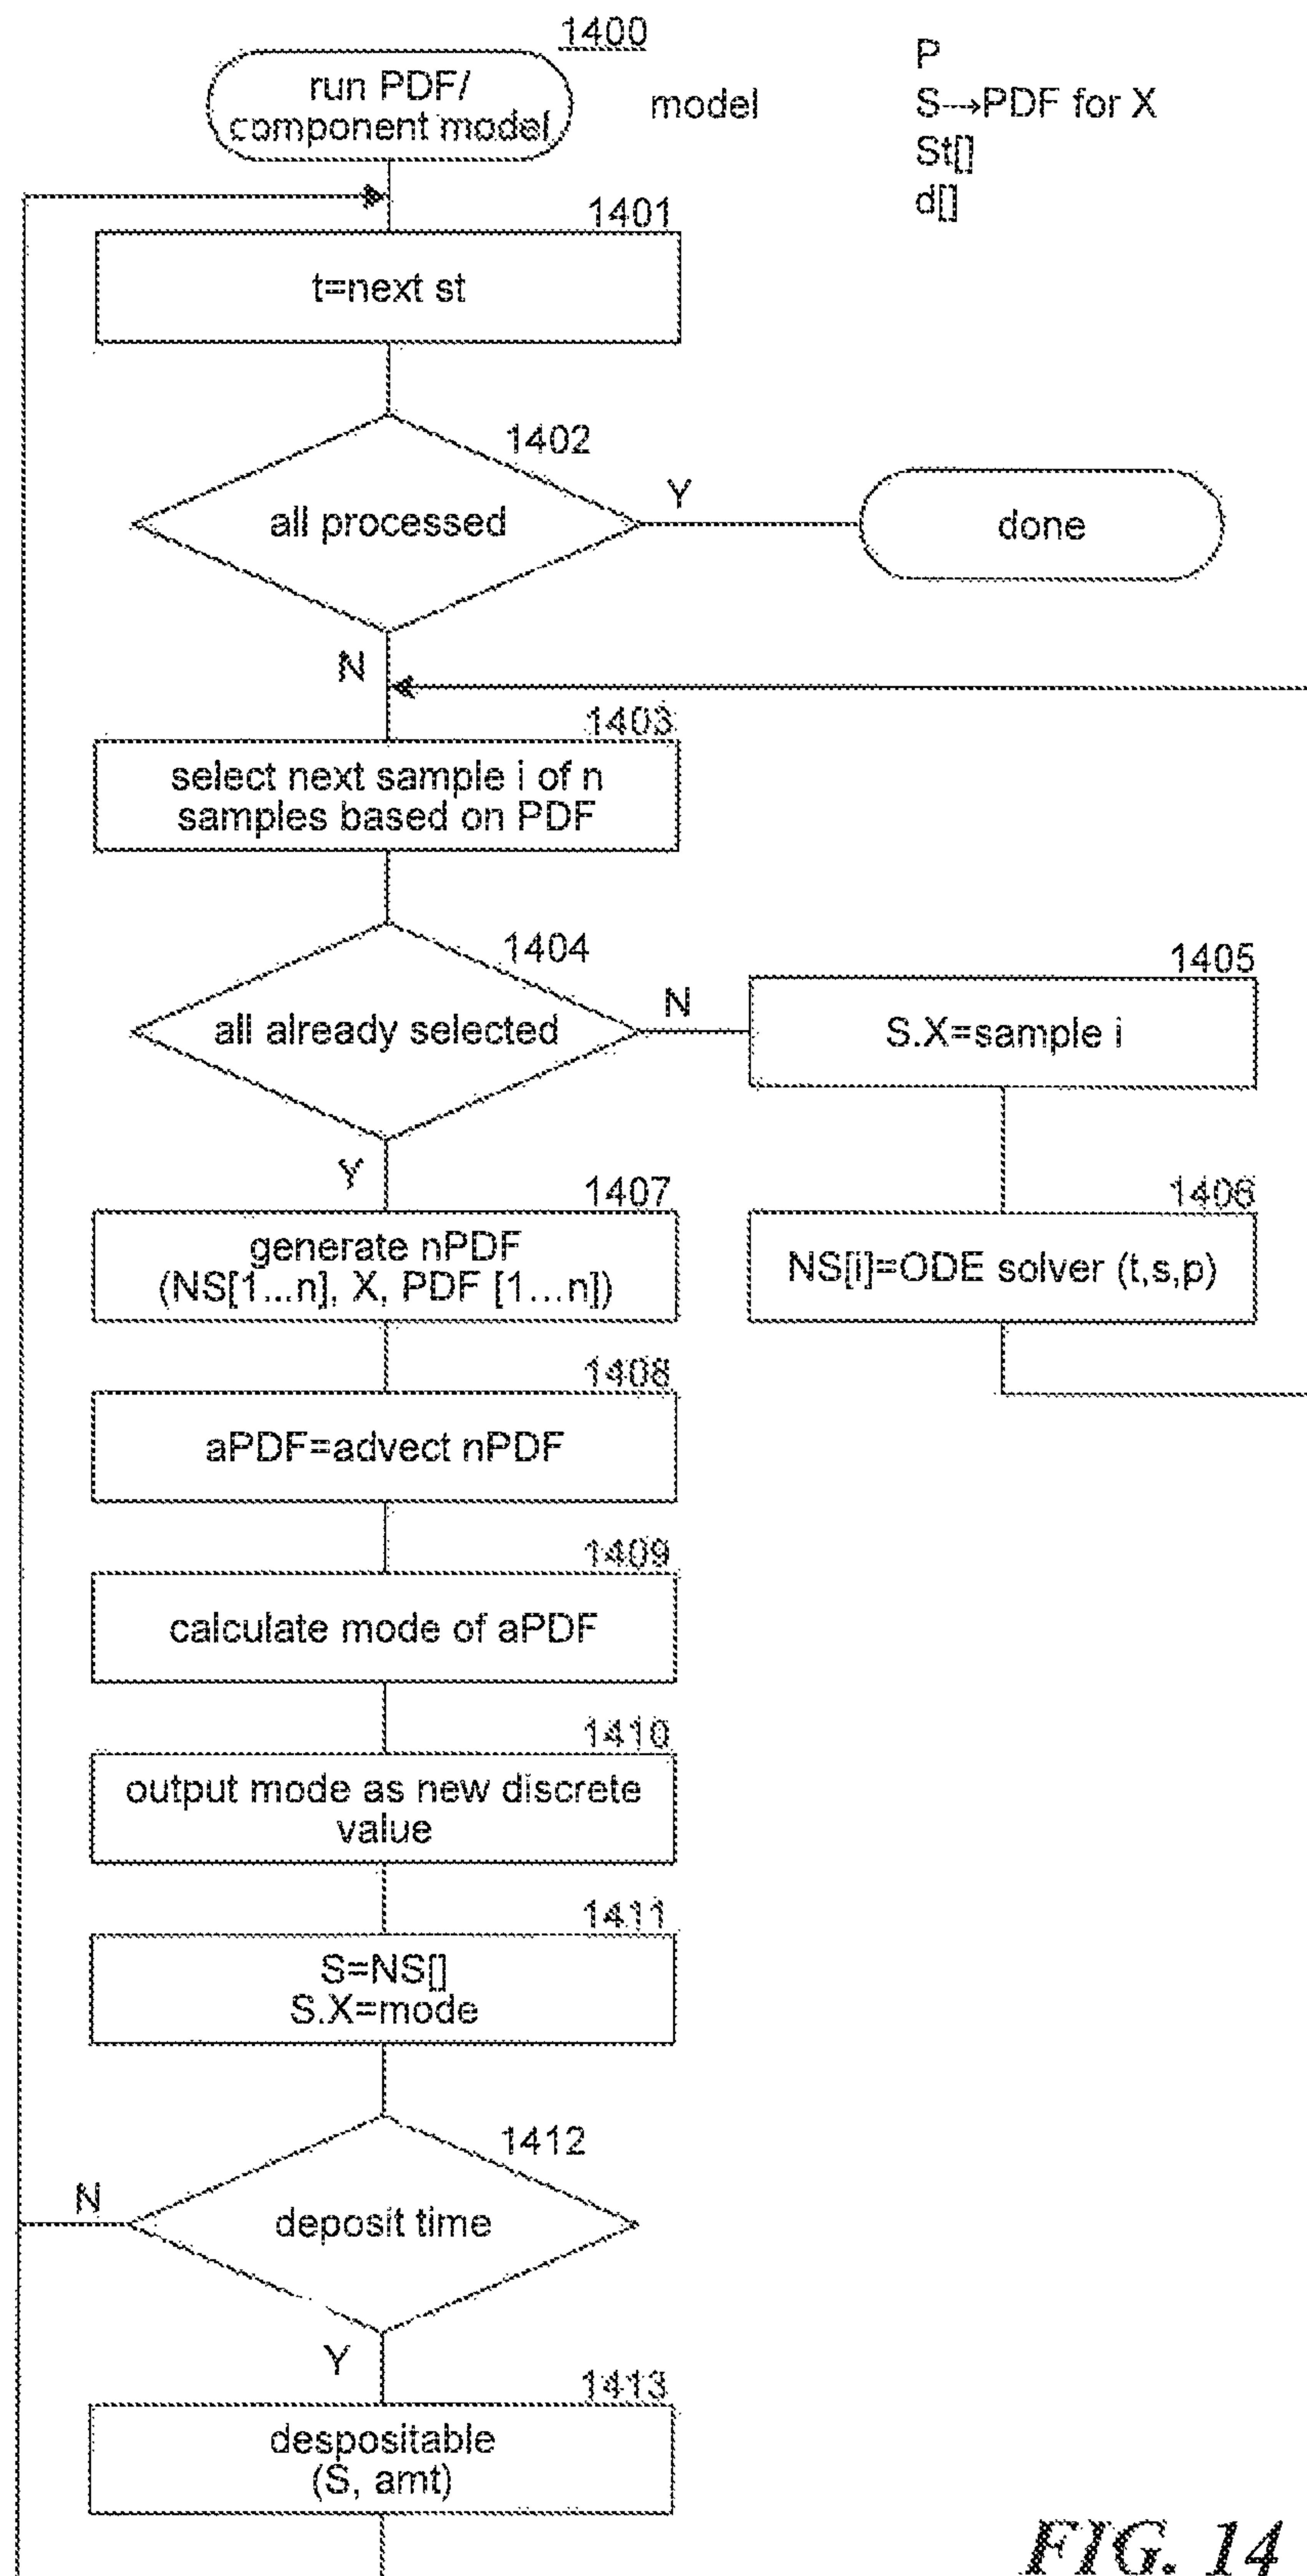 1400
run PDF/
component model
model
P
S→PDF for X
St[]
d[]
1401
t=next st
1402
all processed
Y
done
N
1403
select next sample i of n
samples based on PDF
1404
all already selected
N
1405
S.X=sample i
Y
1406
NS[i]=ODE solver (t,s,p)
1407
generate nPDF
(NS[1...n], X, PDF [1...n])
1408
aPDF=advect nPDF
1409
calculate mode of aPDF
1410
output mode as new discrete
value
1411
S=NS[]
S.X=mode
1412
deposit time
N
Y
1413
despositable
(S, amt)
FIG. 14